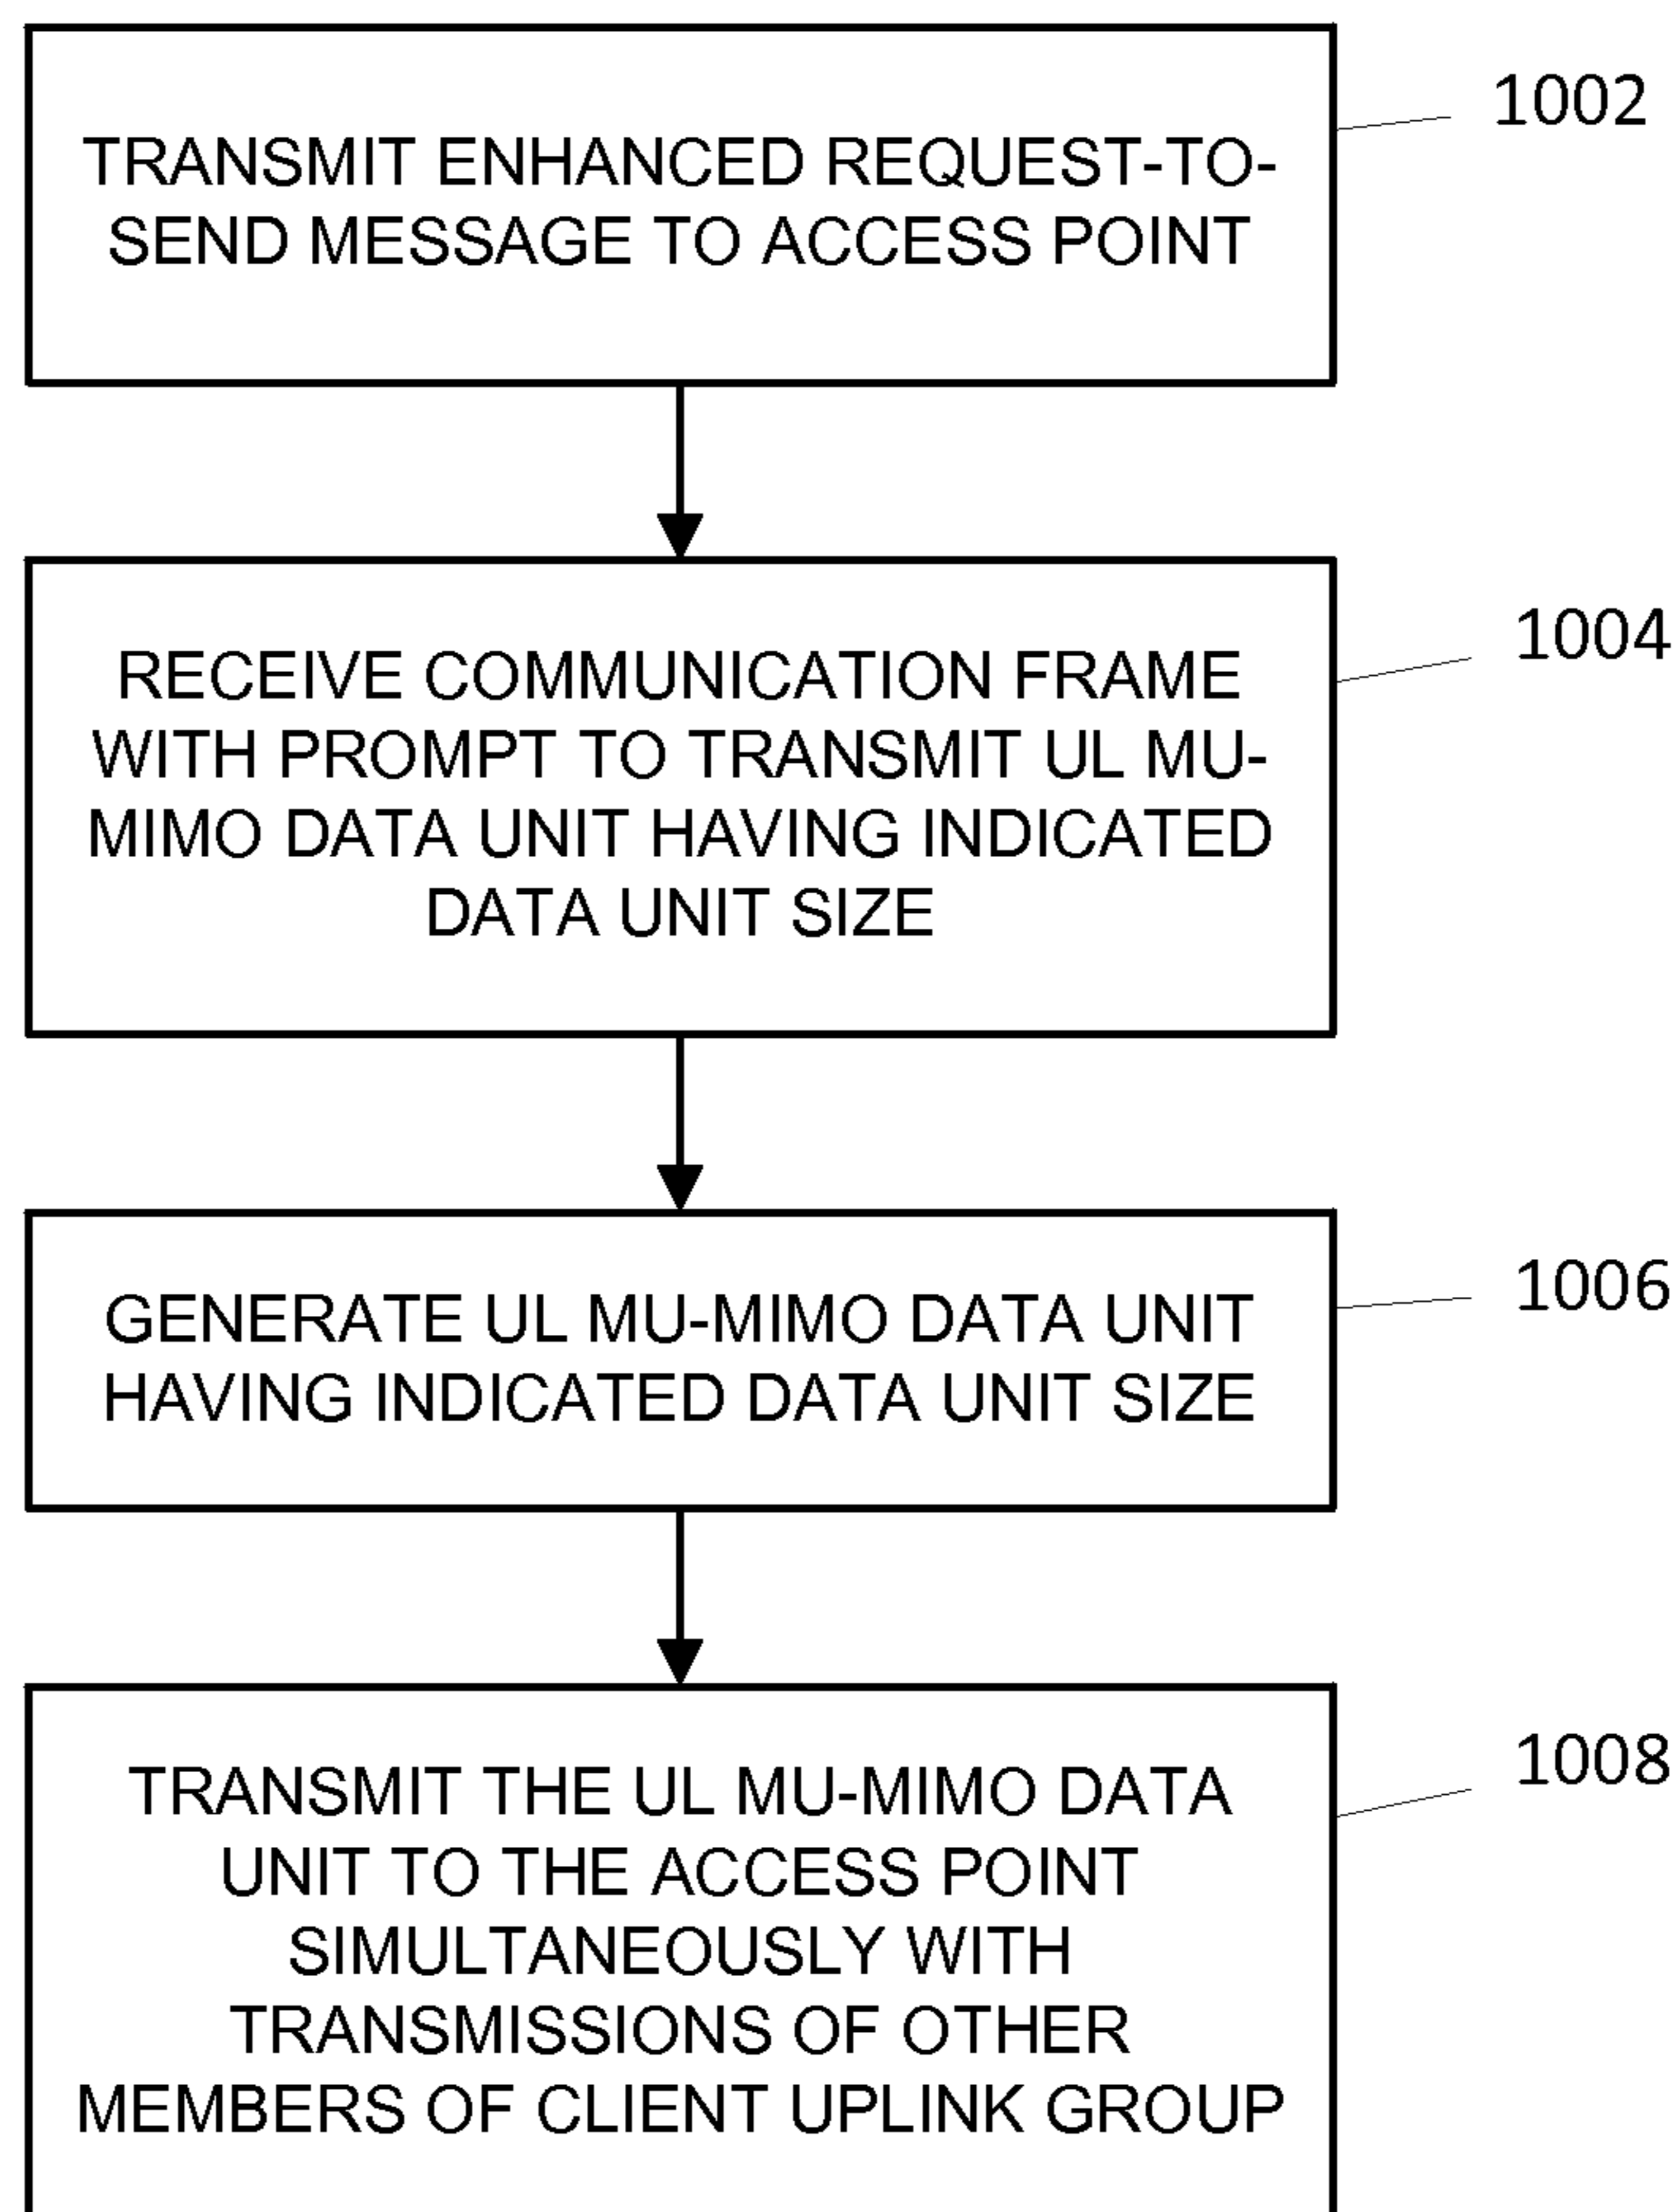 1002
TRANSMIT ENHANCED REQUEST-TO-
SEND MESSAGE TO ACCESS POINT
1004
RECEIVE COMMUNICATION FRAME
WITH PROMPT TO TRANSMIT UL MU-
MIMO DATA UNIT HAVING INDICATED
DATA UNIT SIZE
1006
GENERATE UL MU-MIMO DATA UNIT
HAVING INDICATED DATA UNIT SIZE
1008
TRANSMIT THE UL MU-MIMO DATA
UNIT TO THE ACCESS POINT
SIMULTANEOUSLY WITH
TRANSMISSIONS OF OTHER
MEMBERS OF CLIENT UPLINK GROUP